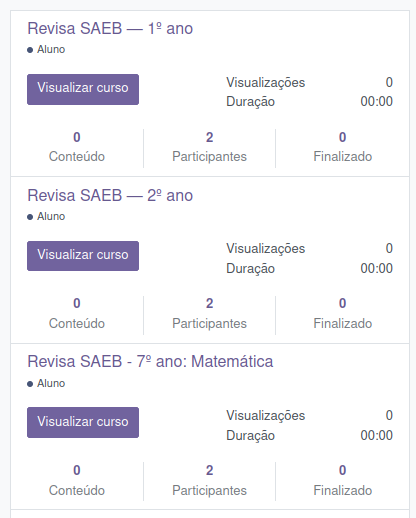 Revisa SAEB — 1º ano
Aluno
Visualizar curso
Visualizações 0
Duração 00:00
0 2 0
Conteúdo Participantes Finalizado
Revisa SAEB — 2º ano
Aluno
Visualizar curso
Visualizações 0
Duração 00:00
0 2 0
Conteúdo Participantes Finalizado
Revisa SAEB - 7º ano: Matemática
Aluno
Visualizar curso
Visualizações 0
Duração 00:00
0 2 0
Conteúdo Participantes Finalizado